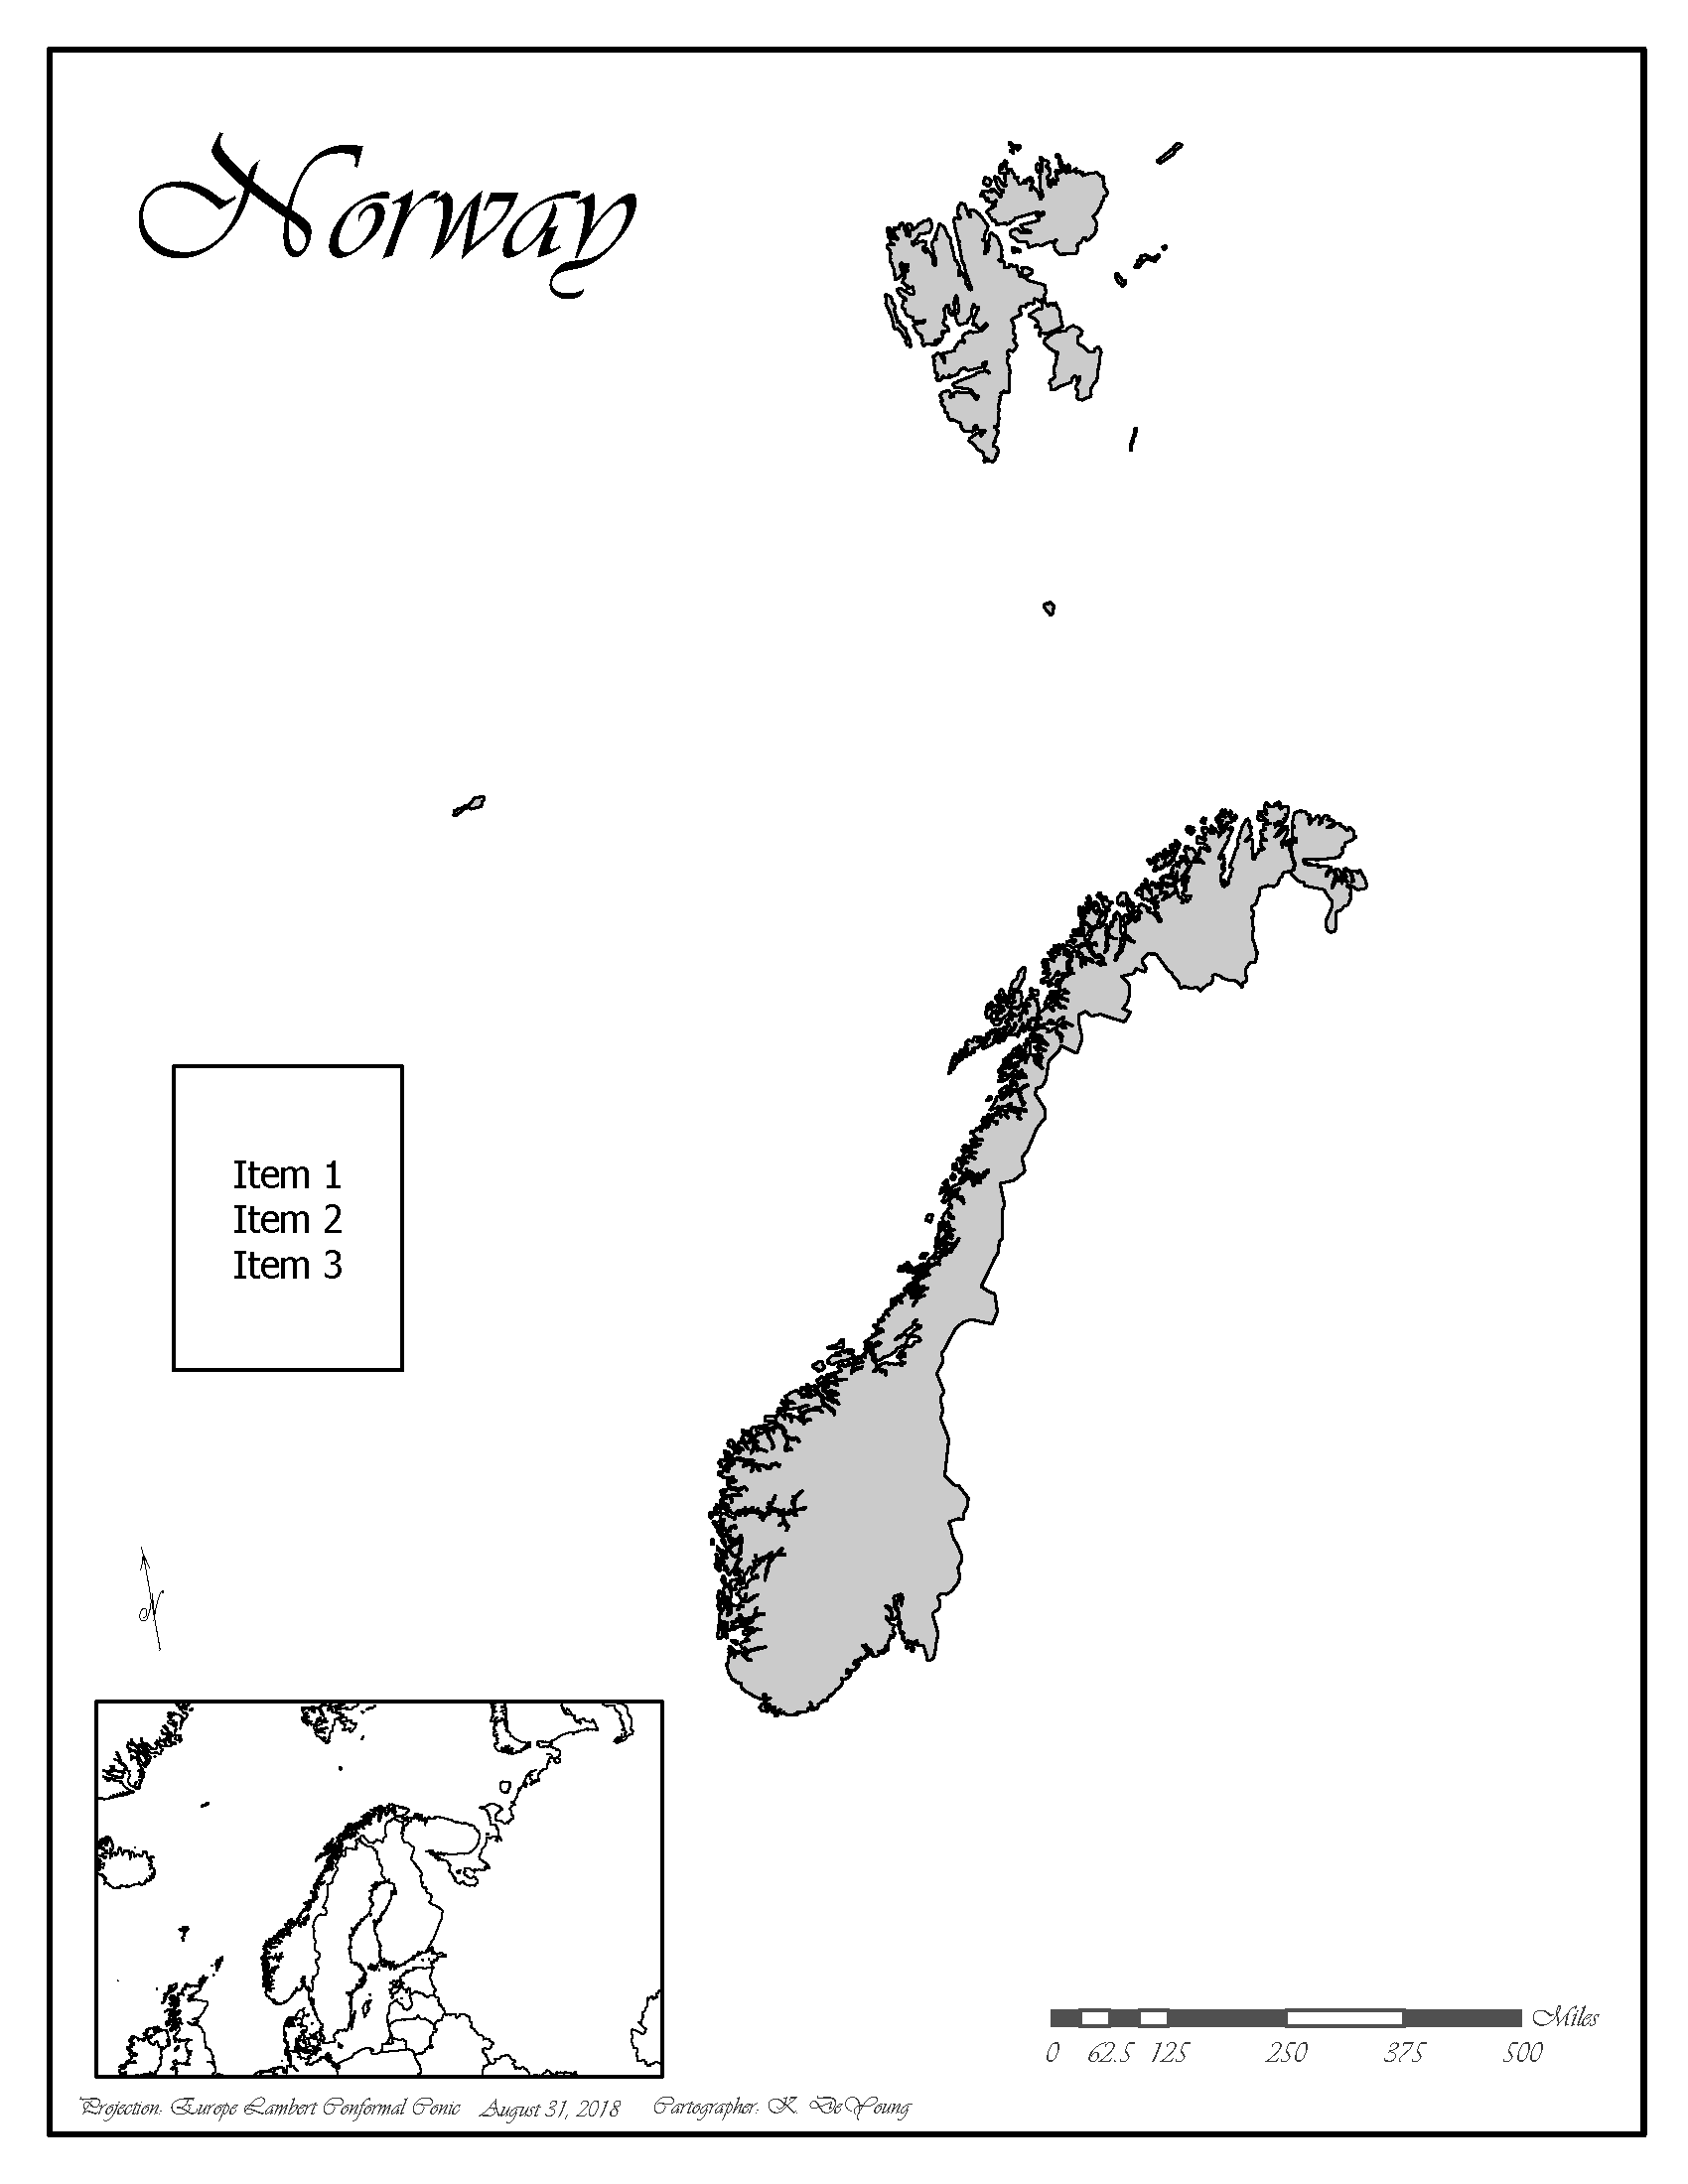 Norway
Item 1
Item 2
Item 3
N
0 62.5 125 250 375 500 Miles
Projection: Europe Lambert Conformal Conic August 31, 2018 Cartographer: K. DeYoung